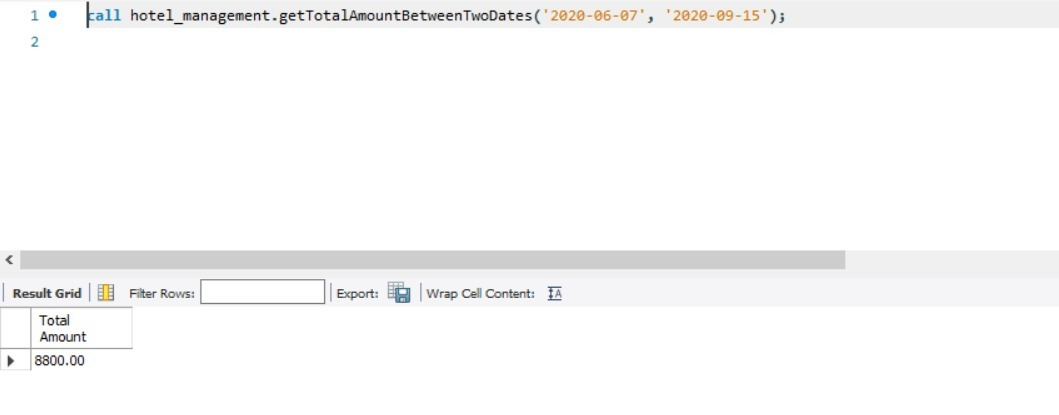 1 call hotel_management.getTotalAmountBetweenTwoDates('2020-06-07', '2020-09-15');
2
Result Grid Filter Rows: Export: Wrap Cell Content: IA
Total
Amount
8800.00